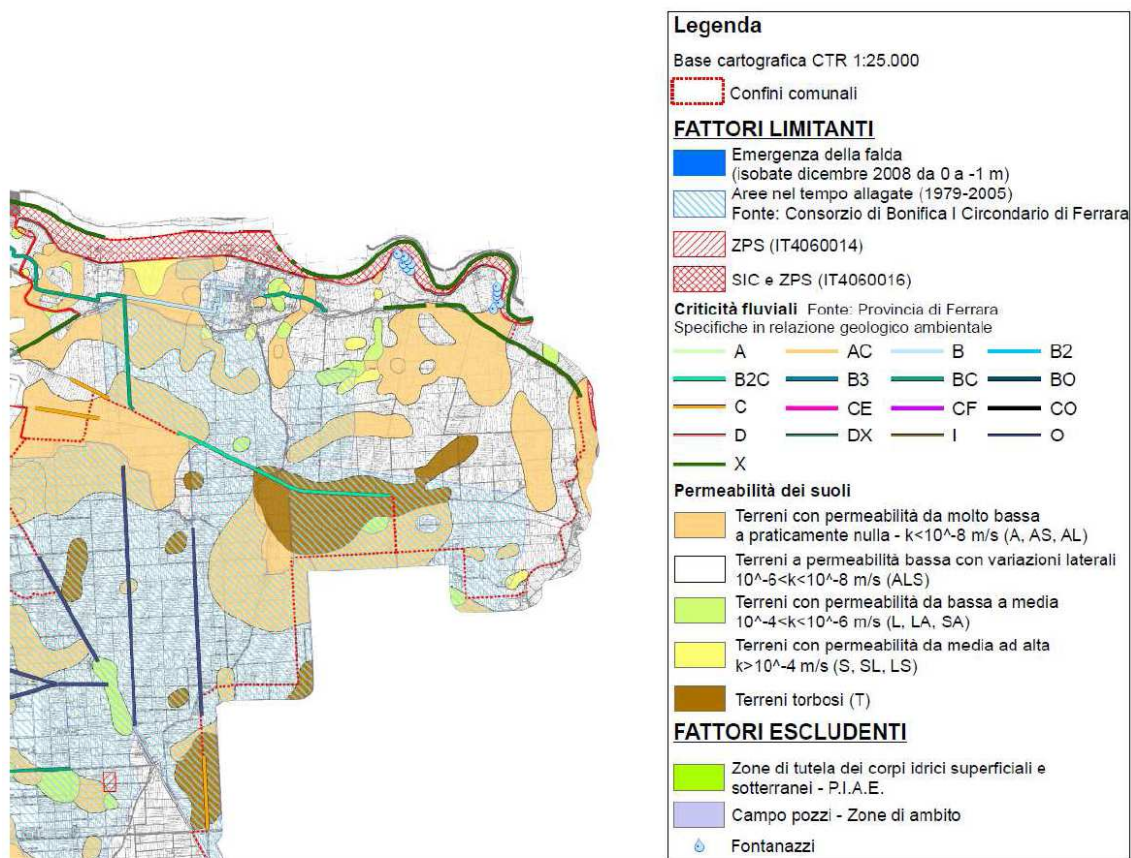 Legenda
Base cartografica CTR 1:25.000
Confini comunali
FATTORI LIMITANTI
Emergenza della falda
(isobate dicembre 2008 da 0 a -1 m)
Aree nel tempo allagate (1979-2005)
Fonte: Consorzio di Bonifica I Circondario di Ferrara
ZPS (IT4060014)
SIC e ZPS (IT4060016)
Criticità fluviali Fonte: Provincia di Ferrara
Specifiche in relazione geologico ambientale
A AC B B2
B2C B3 BC BO
C CE CF CO
D DX I O
X
Permeabilità dei suoli
Terreni con permeabilità da molto bassa
a praticamente nulla - k<10^-8 m/s (A, AS, AL)
Terreni a permeabilità bassa con variazioni laterali
10^-6<k<10^-8 m/s (ALS)
Terreni con permeabilità da bassa a media
10^-4<k<10^-6 m/s (L, LA, SA)
Terreni con permeabilità da media ad alta
k>10^-4 m/s (S, SL, LS)
Terreni torbosi (T)
FATTORI ESCLUDENTI
Zone di tutela dei corpi idrici superficiali e
sotterranei - P.I.A.E.
Campo pozzi - Zone di ambito
Fontanazzi